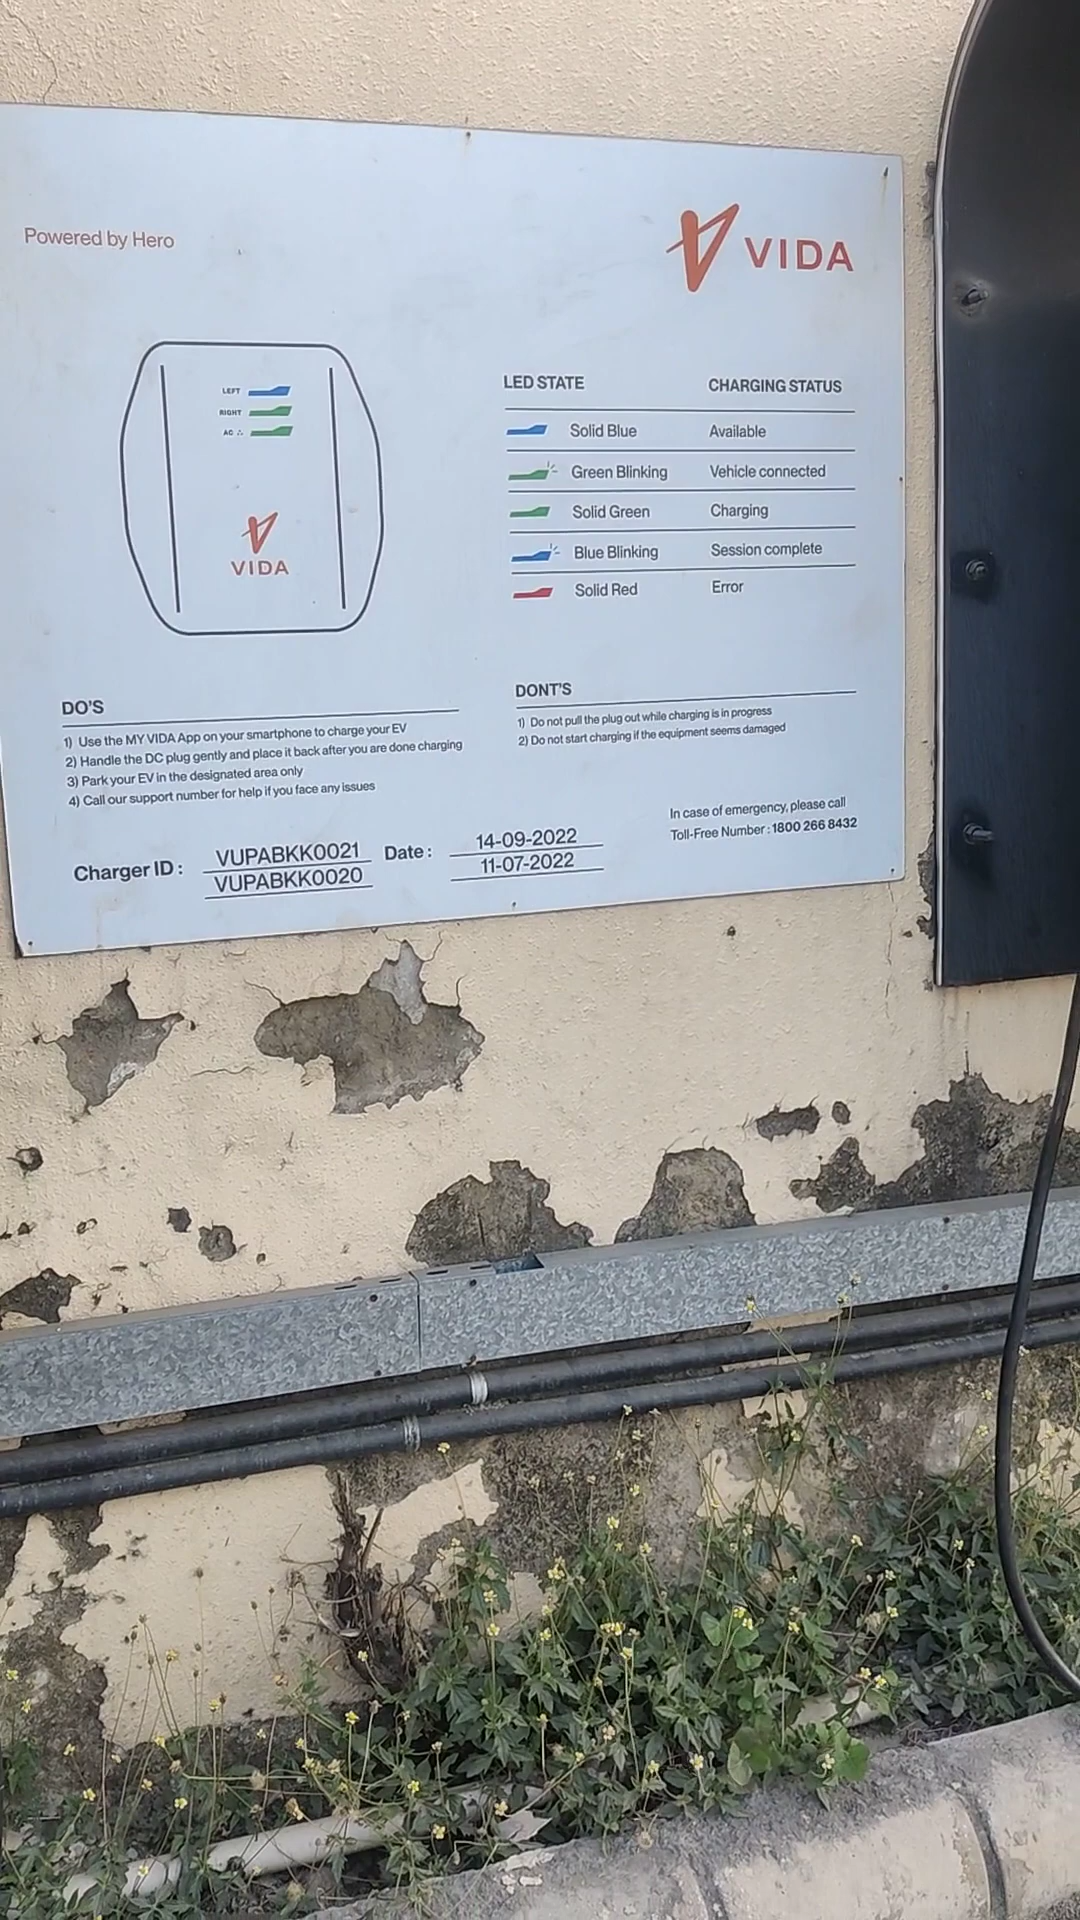 Powered by Hero
VIDA
LEFT
RIGHT
AC
VIDA
LED STATE CHARGING STATUS
Solid Blue Available
Green Blinking Vehicle connected
Solid Green Charging
Blue Blinking Session complete
Solid Red Error
DO'S
1) Use the MY VIDA App on your smartphone to charge your EV
2) Handle the DC plug gently and place it back after you are done charging
3) Park your EV in the designated area only
4) Call our support number for help if you face any issues
DONT'S
1) Do not pull the plug out while charging is in progress
2) Do not start charging if the equipment seems damaged
In case of emergency, please call
Toll-Free Number : 1800 266 8432
Charger ID : VUPABKK0021 Date : 14-09-2022
VUPABKK0020 11-07-2022